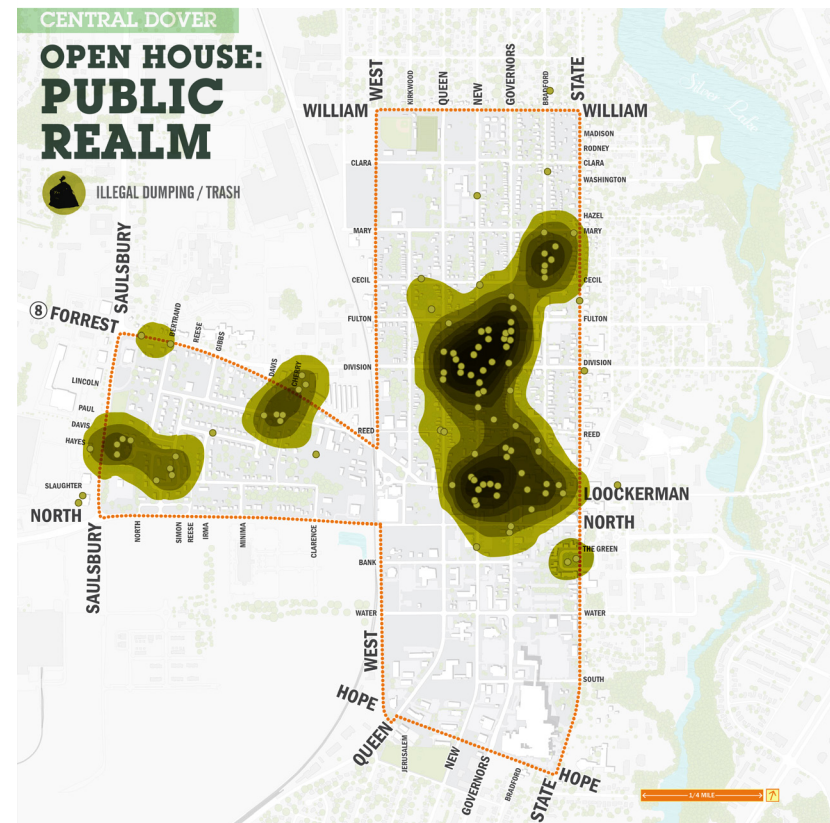 CENTRAL DOVER
OPEN HOUSE:
PUBLIC
REALM
ILLEGAL DUMPING / TRASH
WEST
KIRKWOOD
QUEEN
NEW
GOVERNORS
BRADFORD
STATE
WILLIAM
WILLIAM
Silver Lake
MADISON
RODNEY
CLARA
CLARA
WASHINGTON
HAZEL
MARY
MARY
CECIL
CECIL
FULTON
FULTON
DIVISION
DIVISION
REED
REED
SAULSBURY
8 FORREST
BERTRAND
REESE
GIBBS
DAVIS
CHERRY
LINCOLN
PAUL
DAVIS
HAYES
SLAUGHTER
NORTH
SAULSBURY
NORTH
SIMON
REESE
IRMA
MINIMA
CLARENCE
LOOCKERMAN
NORTH
THE GREEN
BANK
WATER
WATER
WEST
SOUTH
HOPE
QUEEN
JERUSALEM
NEW
GOVERNORS
BRADFORD
STATE
HOPE
1/4 MILE